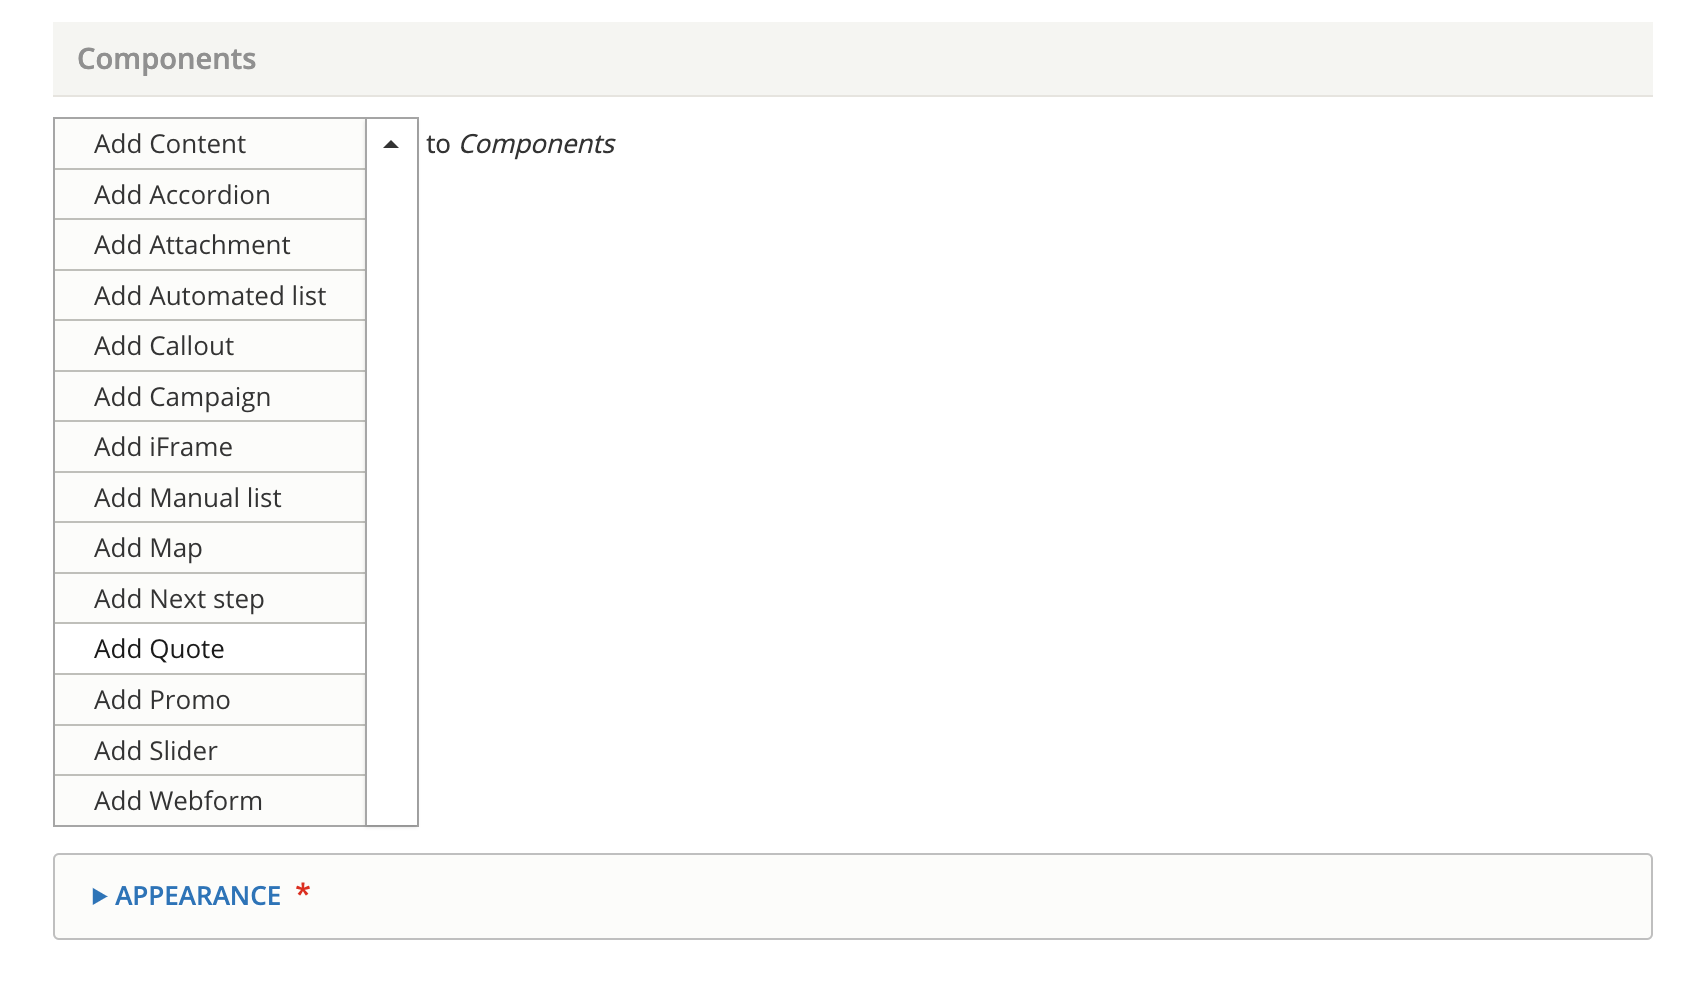 Components
Add Content to Components
Add Accordion
Add Attachment
Add Automated list
Add Callout
Add Campaign
Add iFrame
Add Manual list
Add Map
Add Next step
Add Quote
Add Promo
Add Slider
Add Webform
APPEARANCE *